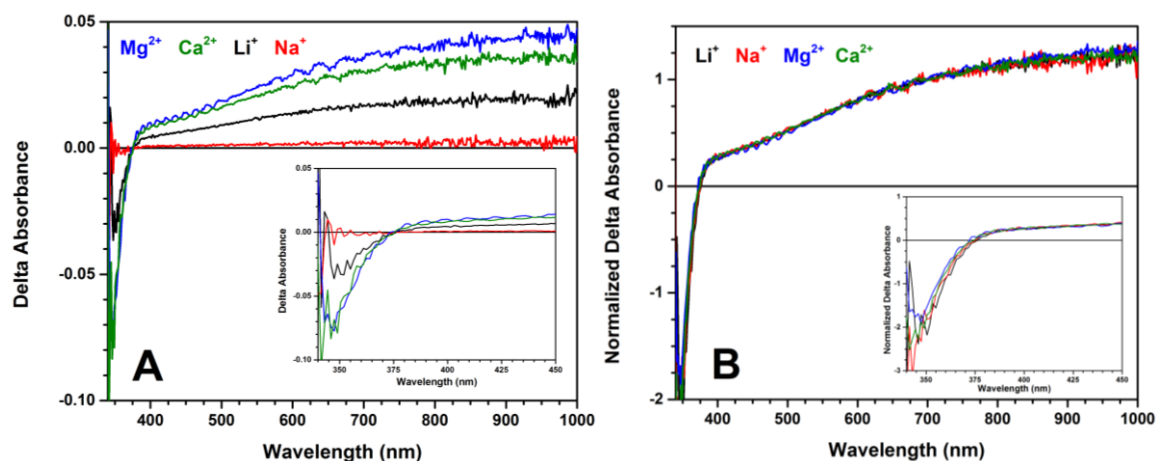 Mg2+ Ca2+ Li+ Na+
0.05
0.00
-0.05
-0.10
Delta Absorbance
400 500 600 700 800 900 1000
Wavelength (nm)
A
0.05
0.00
-0.05
-0.10
Delta Absorbance
350 375 400 425 450
Wavelength (nm)
Li+ Na+ Mg2+ Ca2+
1
0
-1
-2
Normalized Delta Absorbance
400 500 600 700 800 900 1000
Wavelength (nm)
B
1
0
-1
-2
-3
Normalized Delta Absorbance
350 375 400 425 450
Wavelength (nm)